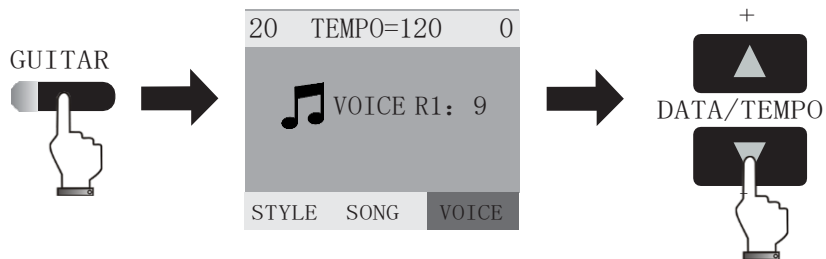 GUITAR
20 TEMPO=120 0
VOICE R1: 9
STYLE SONG VOICE
+
DATA/TEMPO
-